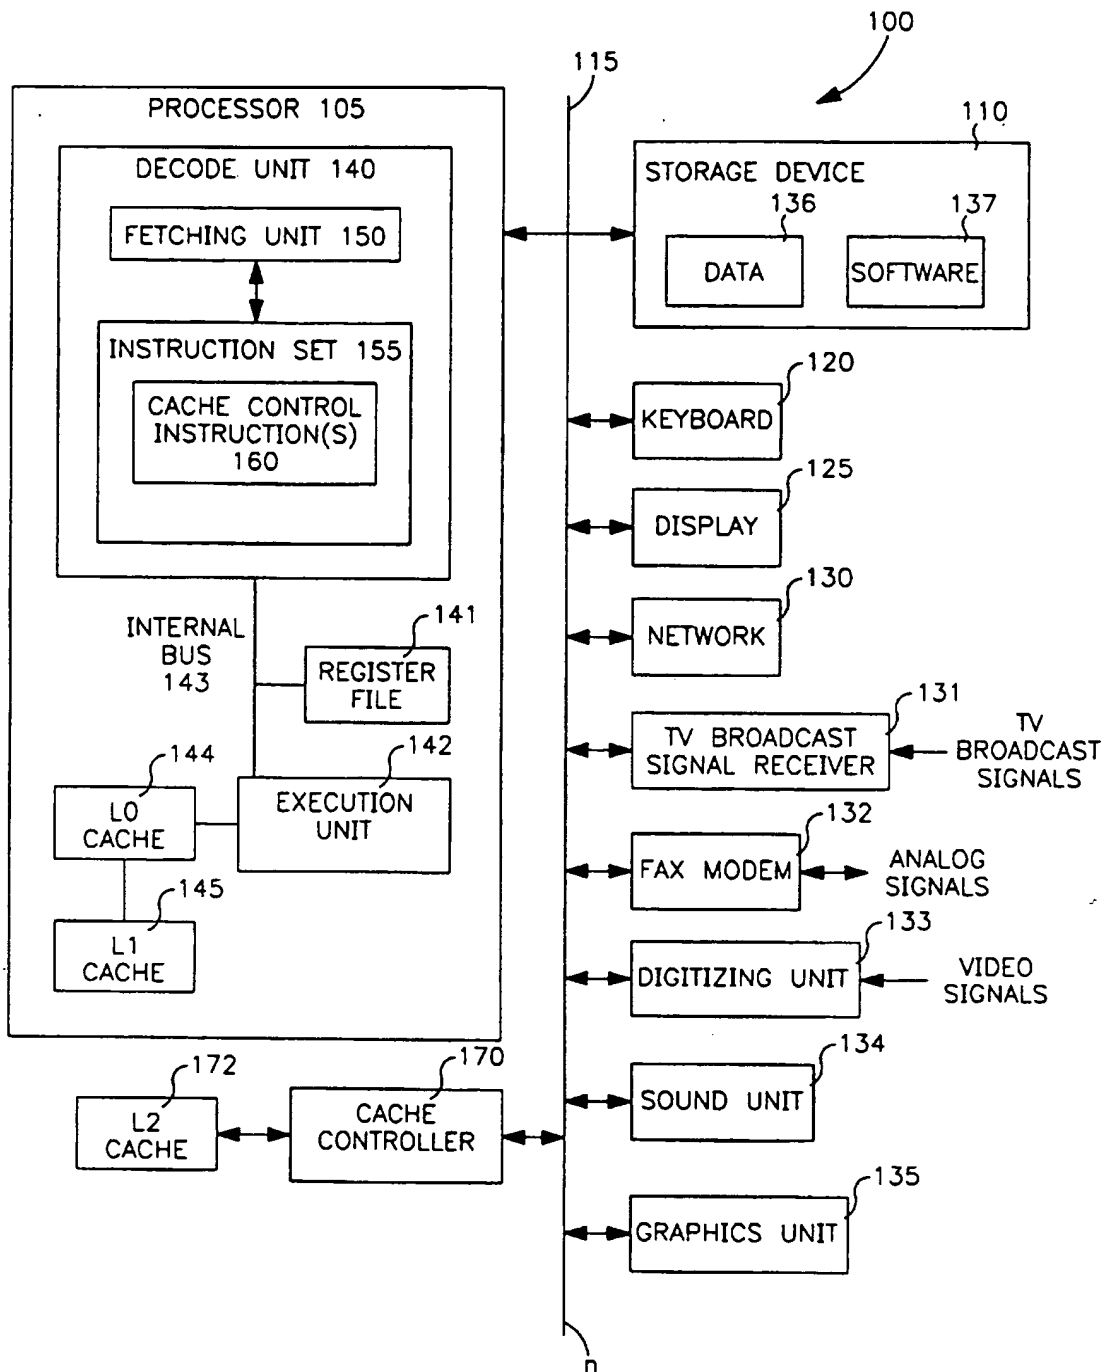 100
115
PROCESSOR 105
DECODE UNIT 140
FETCHING UNIT 150
INSTRUCTION SET 155
CACHE CONTROL
INSTRUCTION(S)
160
INTERNAL
BUS
143
141
REGISTER
FILE
142
EXECUTION
UNIT
144
L0
CACHE
145
L1
CACHE
172
L2
CACHE
170
CACHE
CONTROLLER
110
STORAGE DEVICE
136
DATA
137
SOFTWARE
120
KEYBOARD
125
DISPLAY
130
NETWORK
131
TV BROADCAST
SIGNAL RECEIVER
TV
BROADCAST
SIGNALS
132
FAX MODEM
ANALOG
SIGNALS
133
DIGITIZING UNIT
VIDEO
SIGNALS
134
SOUND UNIT
135
GRAPHICS UNIT